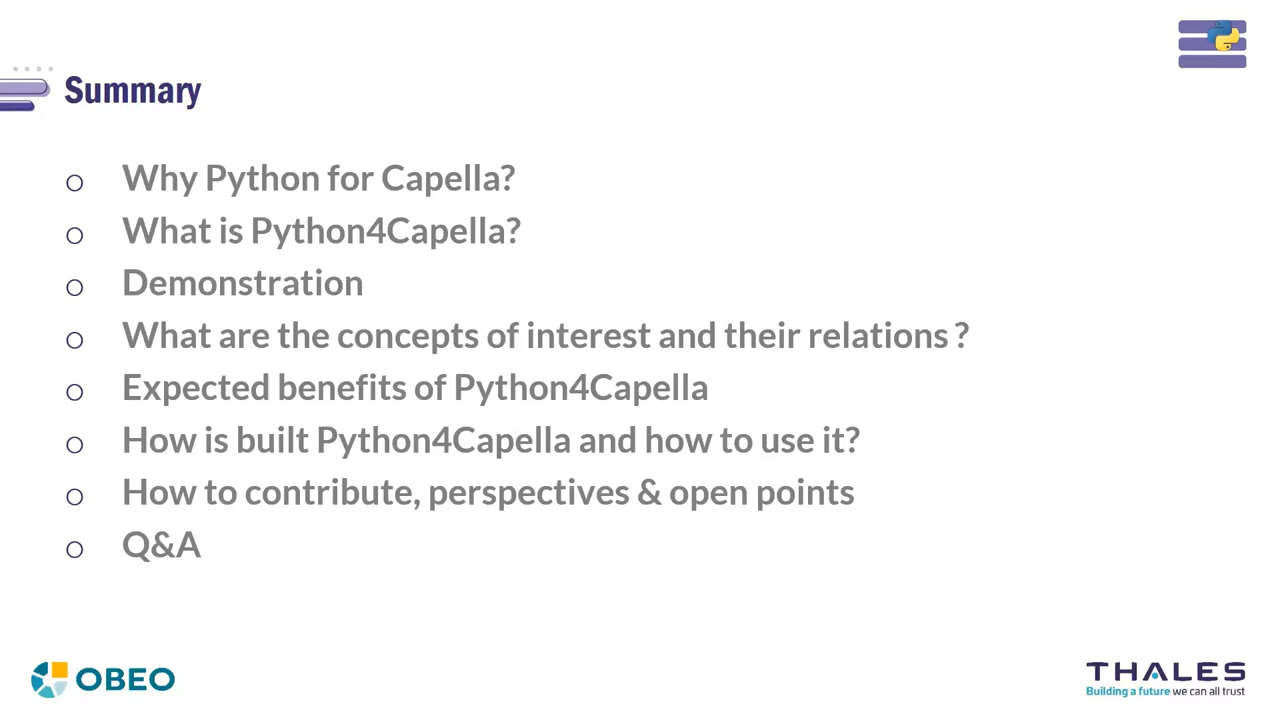 Summary
o Why Python for Capella?
o What is Python4Capella?
o Demonstration
o What are the concepts of interest and their relations ?
o Expected benefits of Python4Capella
o How is built Python4Capella and how to use it?
o How to contribute, perspectives & open points
o Q&A
OBEO
THALES
Building a future we can all trust